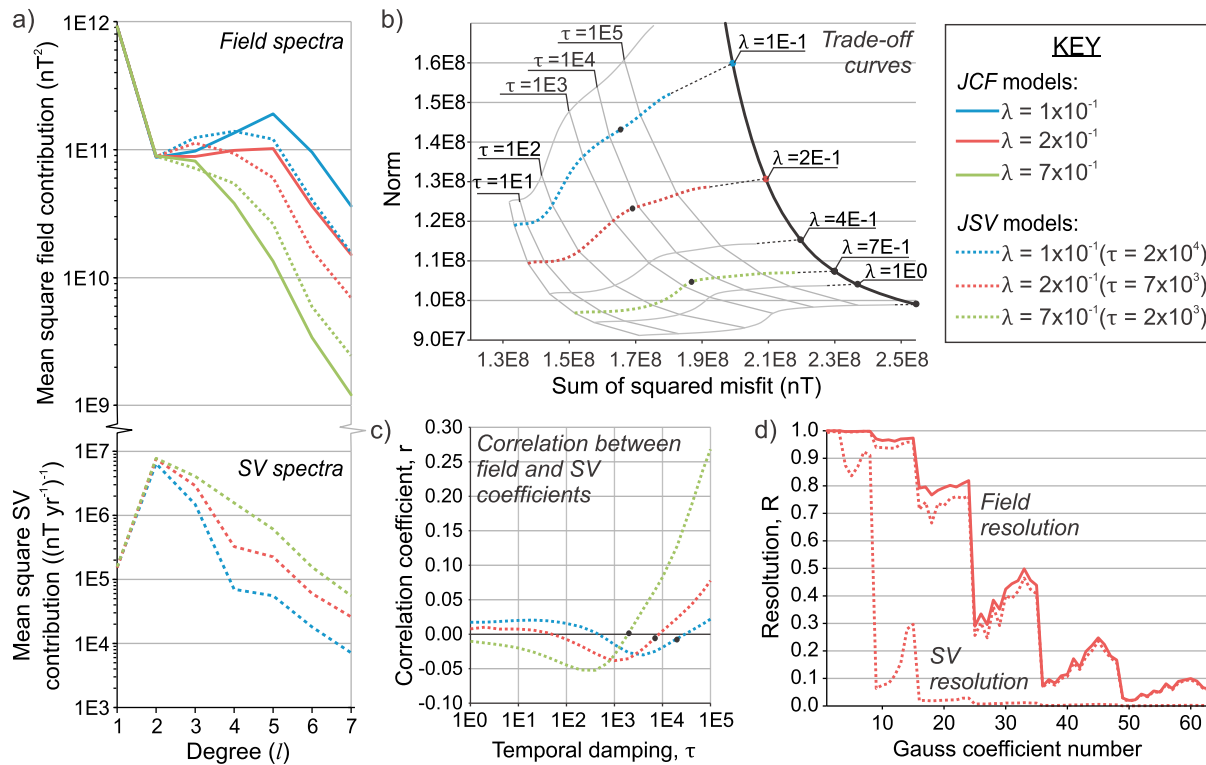 a)
Field spectra
Mean square field contribution (nT²)
1E12
1E11
1E10
1E9
SV spectra
Mean square SV
contribution ((nT yr⁻¹)⁻¹)
1E7
1E6
1E5
1E4
1E3
1 2 3 4 5 6 7
Degree (l)
b)
Trade-off
curves
τ =1E5
τ =1E4
τ =1E3
τ =1E2
τ =1E1
λ=1E-1
λ=2E-1
λ=4E-1
λ=7E-1
λ=1E0
Norm
1.6E8
1.6E8
1.4E8
1.3E8
1.2E8
1.1E8
1.0E8
9.0E7
1.3E8 1.5E8 1.7E8 1.9E8 2.1E8 2.3E8 2.5E8
Sum of squared misfit (nT)
KEY
JCF models:
λ = 1x10⁻¹
λ = 2x10⁻¹
λ = 7x10⁻¹
JSV models:
λ = 1x10⁻¹(τ = 2x10⁴)
λ = 2x10⁻¹(τ = 7x10³)
λ = 7x10⁻¹(τ = 2x10³)
c)
Correlation between
field and SV
coefficients
Correlation coefficient, r
0.30
0.25
0.20
0.15
0.10
0.05
0.00
-0.05
-0.10
1E0 1E1 1E2 1E3 1E4 1E5
Temporal damping, τ
d)
Field
resolution
SV
resolution
Resoltution, R
1.0
0.9
0.8
0.7
0.6
0.5
0.4
0.3
0.2
0.1
0.0
10 20 30 40 50 60
Gauss coefficient number